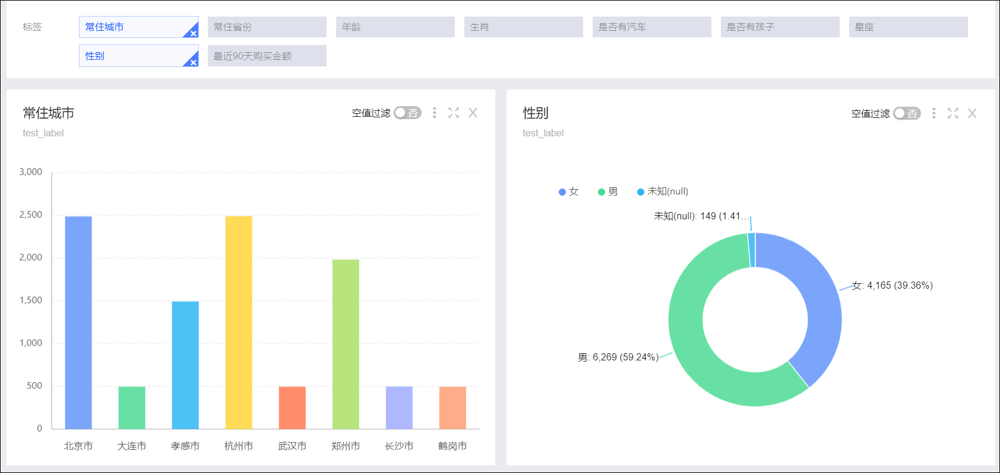 标签 常住城市 常住省份 年龄 生肖 是否有汽车 是否有孩子 星座
性别 最近90天购买金额
常住城市 空值过滤 否
test_label
3,000
2,500
2,000
1,500
1,000
500
0
北京市 大连市 孝感市 杭州市 武汉市 郑州市 长沙市 鹤岗市
性别 空值过滤 否
test_label
女 男 未知(null)
未知(null): 149 (1.41...
女: 4,165 (39.36%)
男: 6,269 (59.24%)